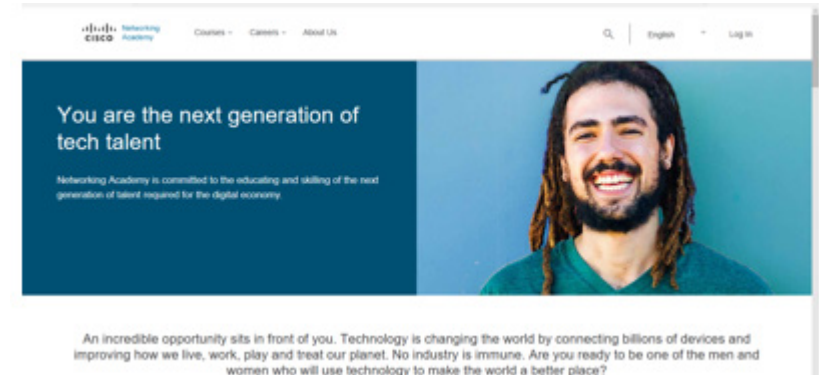 CISCO Networking Academy Courses Careers About Us English Log In
You are the next generation of
tech talent
Networking Academy is committed to the educating and skilling of the next
generation of talent required for the digital economy.
An incredible opportunity sits in front of you. Technology is changing the world by connecting billions of devices and
improving how we live, work, play and treat our planet. No industry is immune. Are you ready to be one of the men and
women who will use technology to make the world a better place?